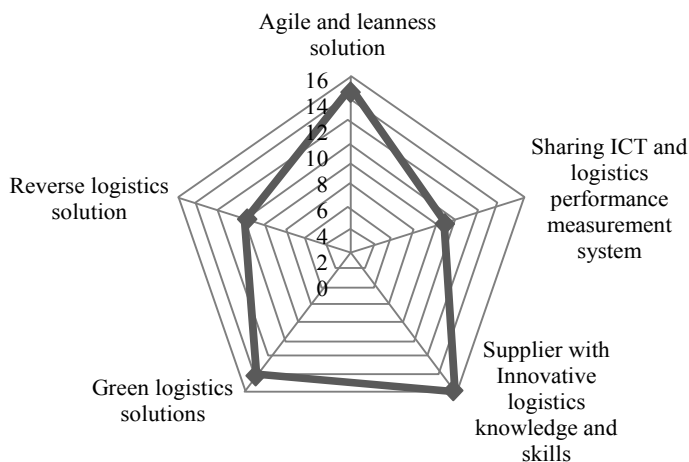 Agile and leanness
solution
16
14
12
10
8
6
4
2
0
Sharing ICT and
logistics
performance
measurement
system
Supplier with
Innovative
logistics
knowledge and
skills
Green logistics
solutions
Reverse logistics
solution